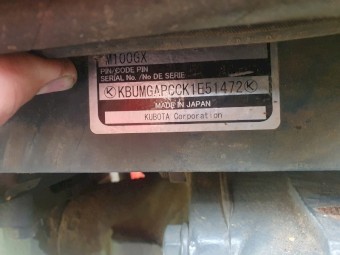 M100GX
PIN/CODE PIN
SERIAL No. /No DE SERIE
KBUMGAPCCK1E51472
MADE IN JAPAN
KUBOTA Corporation